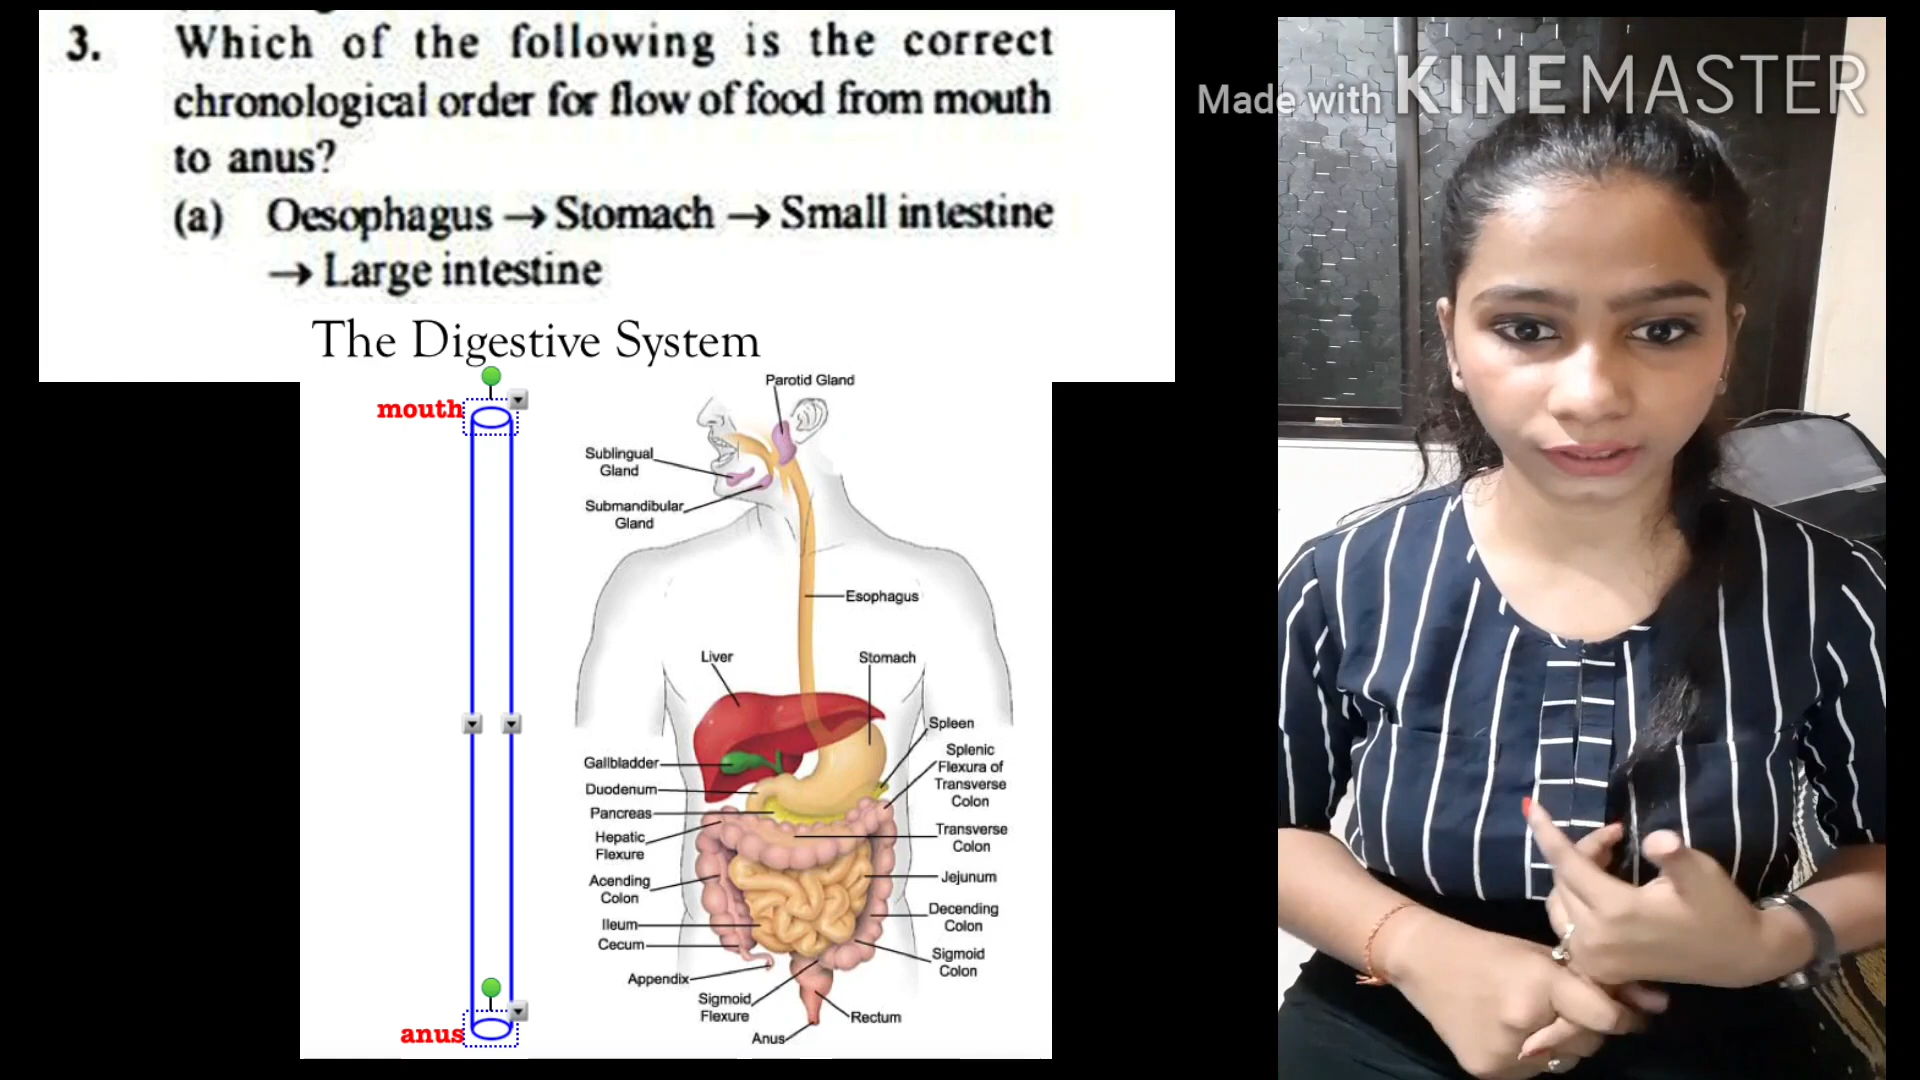 3. Which of the following is the correct
chronological order for flow of food from mouth
to anus?
(a) Oesophagus → Stomach → Small intestine
→ Large intestine
The Digestive System
Made with KINEMASTER
mouth
anus
Parotid Gland
Sublingual
Gland
Submandibular
Gland
Esophagus
Liver
Stomach
Spleen
Splenic
Flexura of
Transverse
Colon
Gallbladder
Duodenum
Pancreas
Hepatic
Flexure
Transverse
Colon
Acending
Colon
Jejunum
Ileum
Cecum
Decending
Colon
Appendix
Sigmoid
Colon
Sigmoid
Flexure
Rectum
Anus